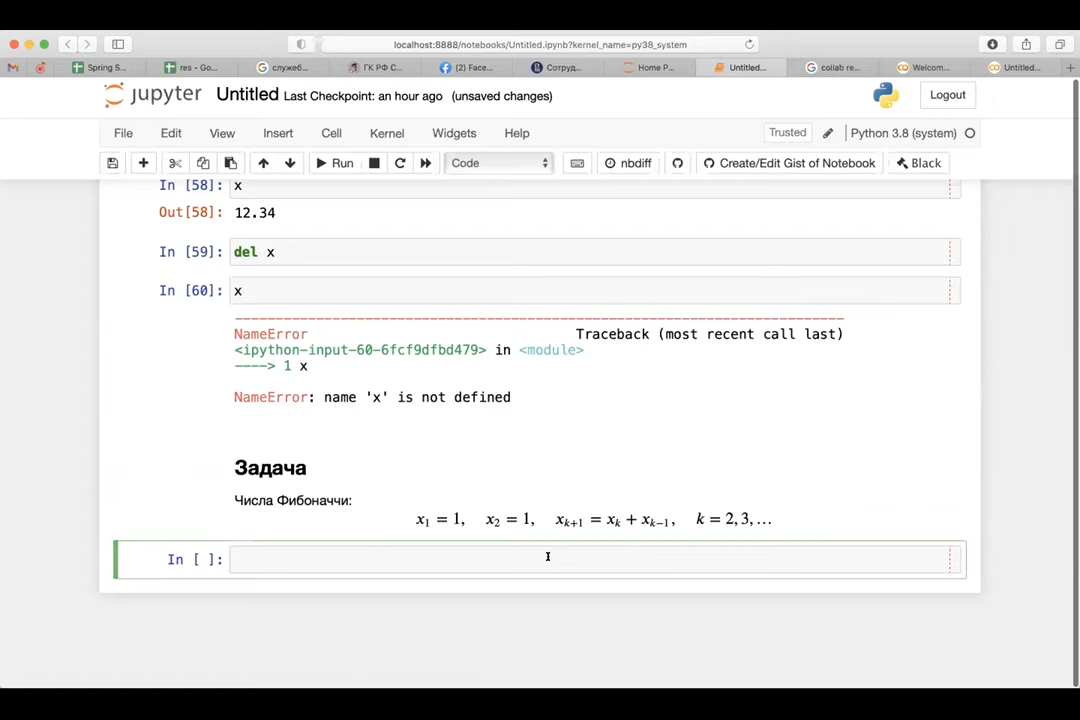 localhost:8888/notebooks/Untitled.ipynb?kernel_name=py38_system
Spring S...
res - Go...
служеб...
ГК РФ С...
(2) Face...
Сотруд...
Home P...
Untitled...
collab re...
Welcom...
Untitled...
jupyter Untitled Last Checkpoint: an hour ago (unsaved changes)
Logout
File Edit View Insert Cell Kernel Widgets Help
Trusted
Python 3.8 (system)
Run
Code
nbdiff
Create/Edit Gist of Notebook
Black
In [58]: x
Out[58]: 12.34
In [59]: del x
In [60]: x
---------------------------------------------------------------------------
NameError Traceback (most recent call last)
<ipython-input-60-6fcf9dfbd479> in <module>
----> 1 x
NameError: name 'x' is not defined
Задача
Числа Фибоначчи:
x₁ = 1, x₂ = 1, xₖ₊₁ = xₖ + xₖ₋₁, k = 2, 3, …
In [ ]: